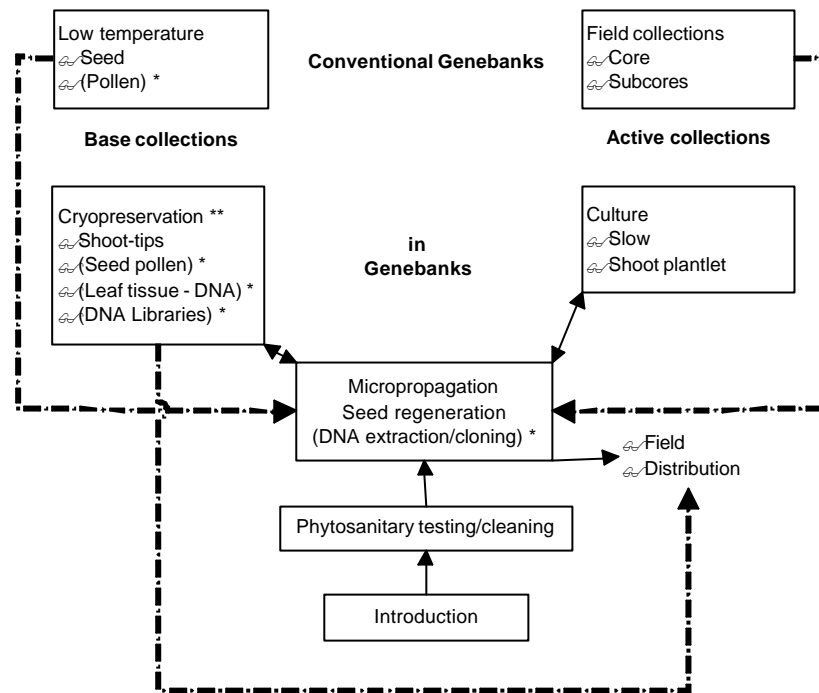 Low temperature
Seed
(Pollen) *
Conventional Genebanks
Field collections
Core
Subcores
Base collections
Active collections
Cryopreservation **
Shoot-tips
(Seed pollen) *
(Leaf tissue - DNA) *
(DNA Libraries) *
in
Genebanks
Culture
Slow
Shoot plantlet
Micropropagation
Seed regeneration
(DNA extraction/cloning) *
Field
Distribution
Phytosanitary testing/cleaning
Introduction